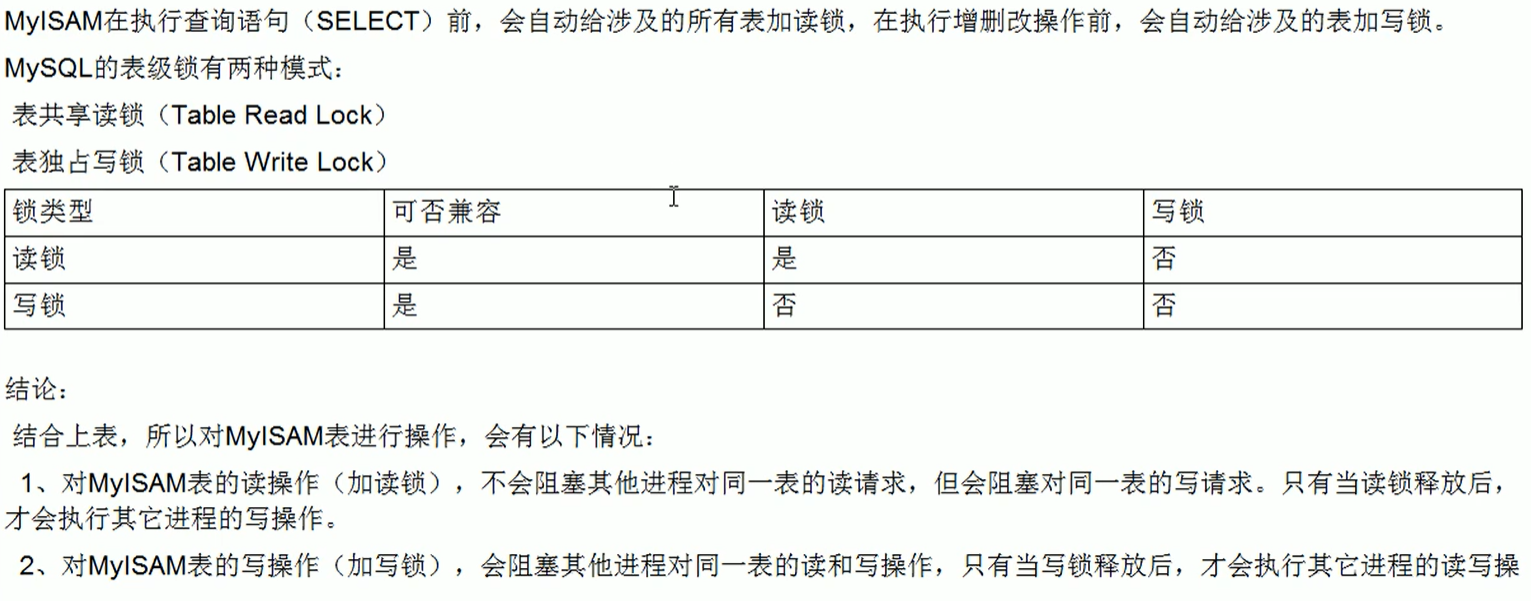 MyISAM在执行查询语句（SELECT）前，会自动给涉及的所有表加读锁，在执行增删改操作前，会自动给涉及的表加写锁。
MySQL的表级锁有两种模式：
表共享读锁（Table Read Lock）
表独占写锁（Table Write Lock）
锁类型 可否兼容 读锁 写锁
读锁 是 是 否
写锁 是 否 否
结论：
结合上表，所以对MyISAM表进行操作，会有以下情况：
1、对MyISAM表的读操作（加读锁），不会阻塞其他进程对同一表的读请求，但会阻塞对同一表的写请求。只有当读锁释放后，
才会执行其它进程的写操作。
2、对MyISAM表的写操作（加写锁），会阻塞其他进程对同一表的读和写操作，只有当写锁释放后，才会执行其它进程的读写操